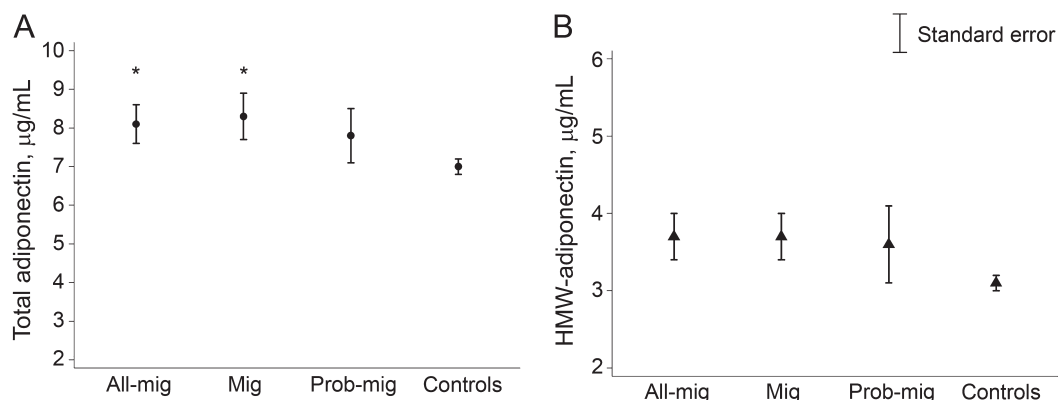 A
Total adiponectin, µg/mL
10
9
8
7
6
5
4
3
2
* *
All-mig Mig Prob-mig Controls
B
Standard error
HMW-adiponectin, µg/mL
6
5
4
3
2
All-mig Mig Prob-mig Controls